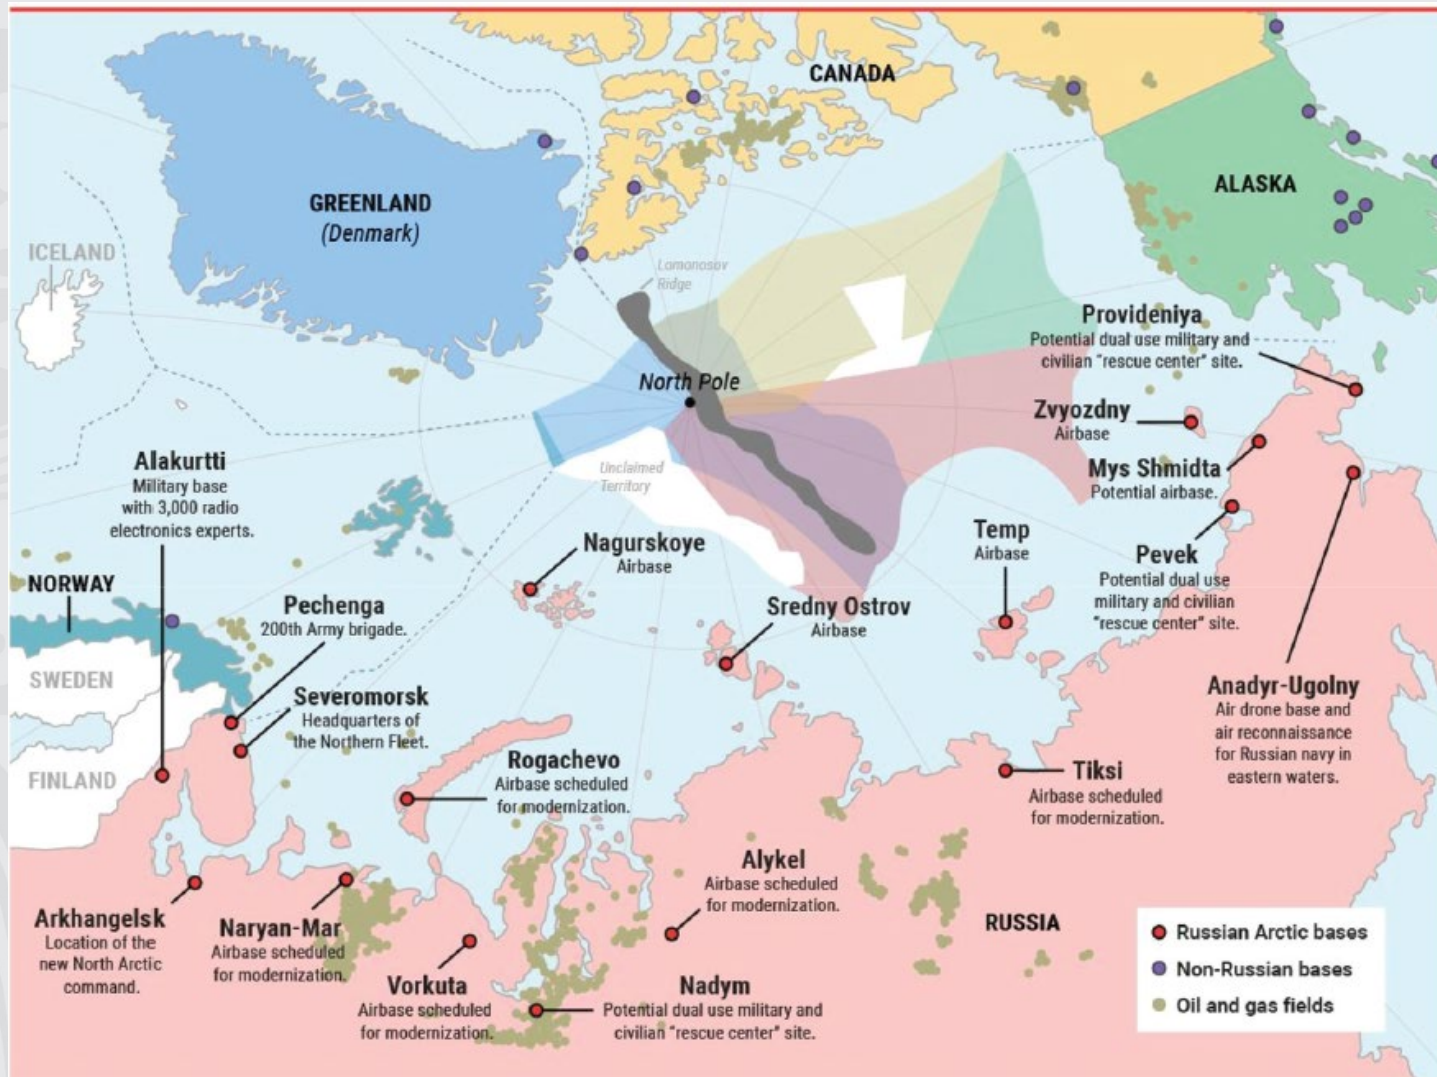 CANADA
GREENLAND
(Denmark)
ALASKA
ICELAND
Lomonosov
Ridge
North Pole
Unclaimed
Territory
Provideniya
Potential dual use military and
civilian "rescue center" site.
Zvyozdny
Airbase
Mys Shmidta
Potential airbase.
Pevek
Potential dual use
military and civilian
"rescue center" site.
Temp
Airbase
Alakurtti
Military base
with 3,000 radio
electronics experts.
Nagurskoye
Airbase
NORWAY
Pechenga
200th Army brigade.
Sredny Ostrov
Airbase
SWEDEN
Severomorsk
Headquarters of
the Northern Fleet.
Anadyr-Ugolny
Air drone base and
air reconnaissance
for Russian navy in
eastern waters.
FINLAND
Rogachevo
Airbase scheduled
for modernization.
Tiksi
Airbase scheduled
for modernization.
Alykel
Airbase scheduled
for modernization.
Arkhangelsk
Location of the
new North Arctic
command.
Naryan-Mar
Airbase scheduled
for modernization.
RUSSIA
Vorkuta
Airbase scheduled
for modernization.
Nadym
Potential dual use military and
civilian "rescue center" site.
Russian Arctic bases
Non-Russian bases
Oil and gas fields